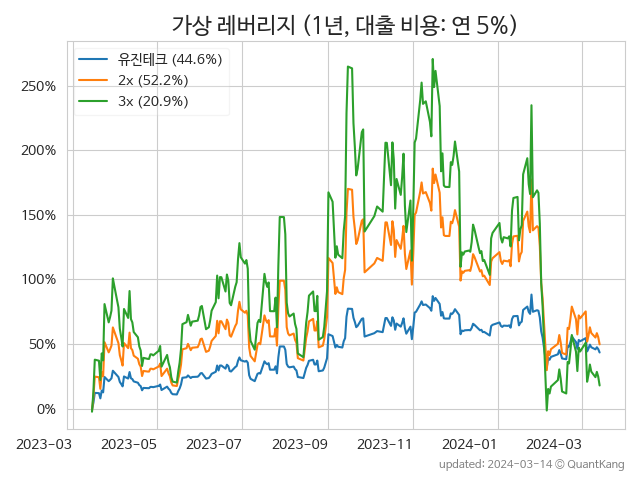 가상 레버리지 (1년, 대출 비용: 연 5%)
유진테크 (44.6%)
2x (52.2%)
3x (20.9%)
250%
200%
150%
100%
50%
0%
2023-03 2023-05 2023-07 2023-09 2023-11 2024-01 2024-03
updated: 2024-03-14 © QuantKang